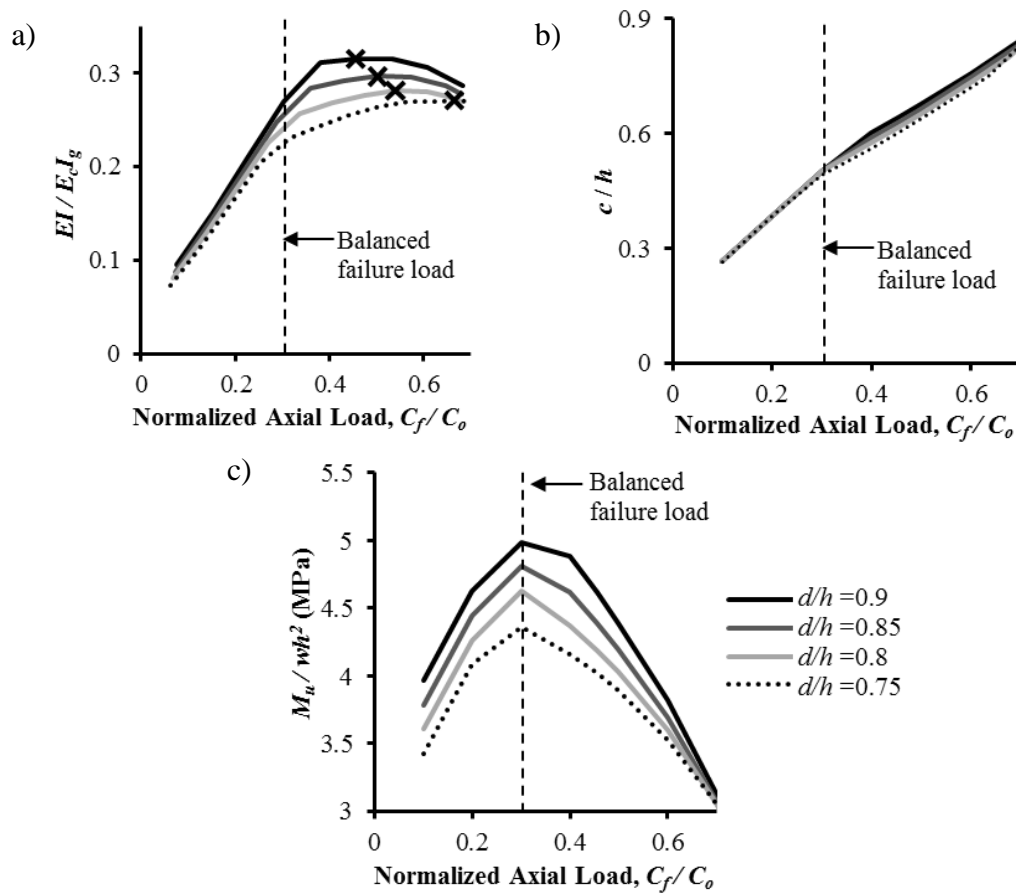 a)
EI / EcIg
0.3
0.2
0.1
0
0
0.2
0.4
0.6
Balanced
failure load
Normalized Axial Load, Cf / Co
b)
c / h
0.9
0.6
0.3
0
0
0.2
0.4
0.6
Balanced
failure load
Normalized Axial Load, Cf / Co
c)
Mu / wh² (MPa)
5.5
5
4.5
4
3.5
3
0
0.2
0.4
0.6
Balanced
failure load
Normalized Axial Load, Cf / Co
d/h =0.9
d/h =0.85
d/h =0.8
d/h =0.75